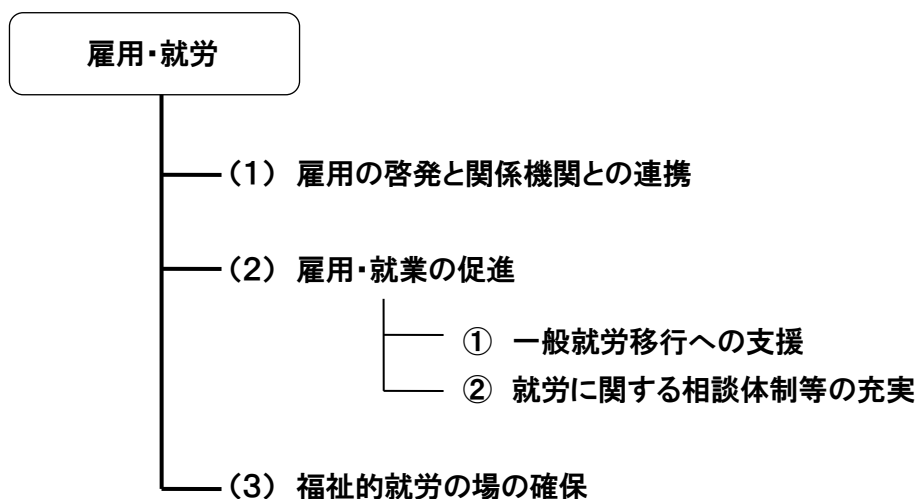 雇用・就労
(1) 雇用の啓発と関係機関との連携
(2) 雇用・就業の促進
① 一般就労移行への支援
② 就労に関する相談体制等の充実
(3) 福祉的就労の場の確保